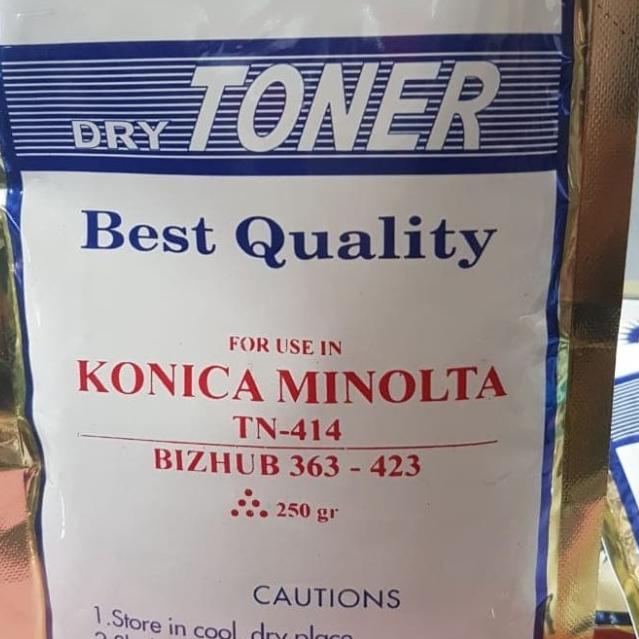 DRY TONER
Best Quality
FOR USE IN
KONICA MINOLTA
TN-414
BIZHUB 363 - 423
250 gr
CAUTIONS
1.Store in cool, dry place